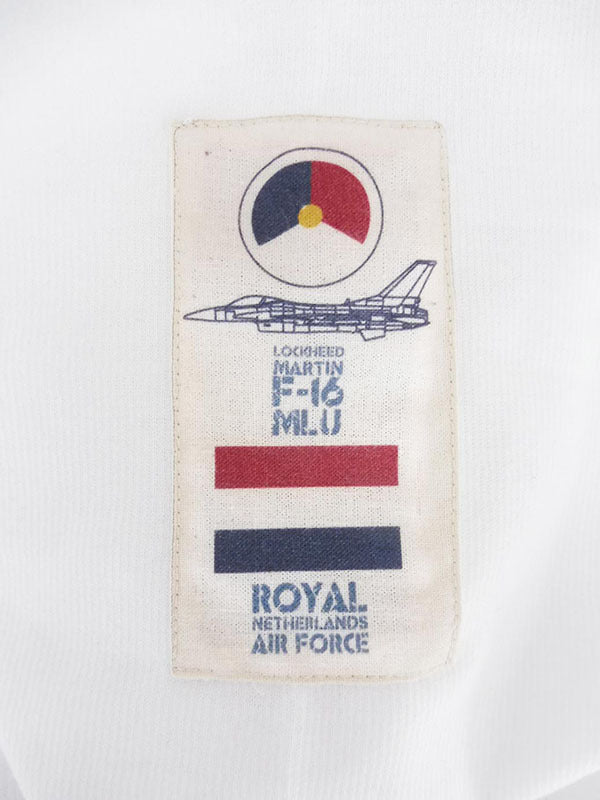 LOCKHEED
MARTIN
F-16
MLU
ROYAL
NETHERLANDS
AIR FORCE